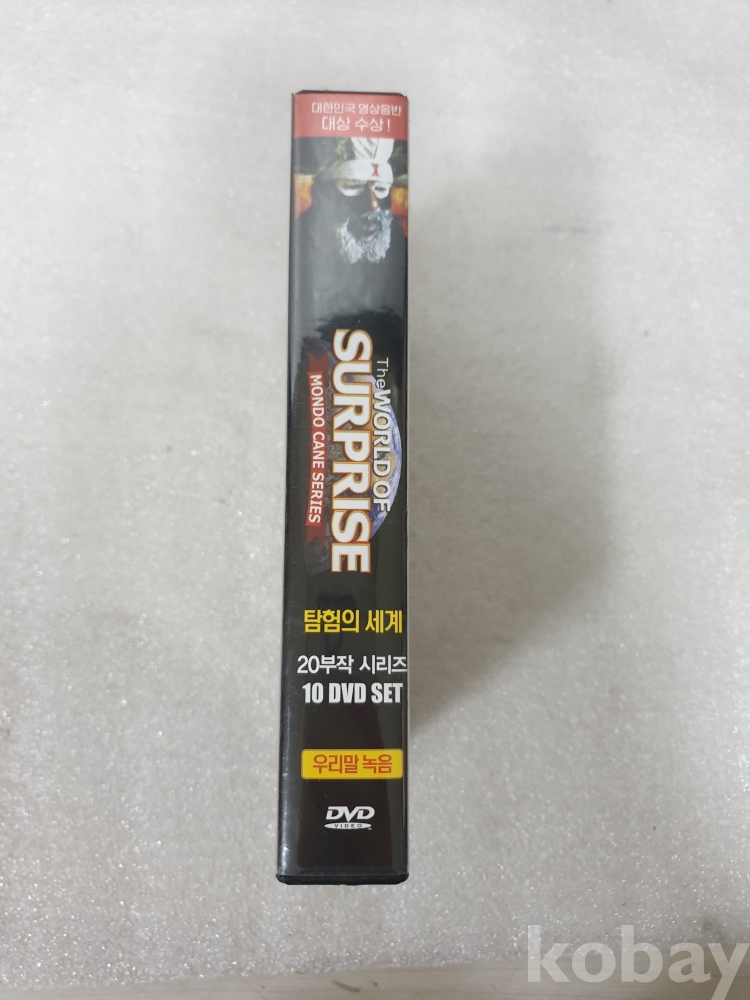 대한민국 영상음반
대상 수상!
The WORLD OF
SURPRISE
MONDO CANE SERIES
탐험의 세계
20부작 시리즈
10 DVD SET
우리말 녹음
DVD
VIDEO
kobay